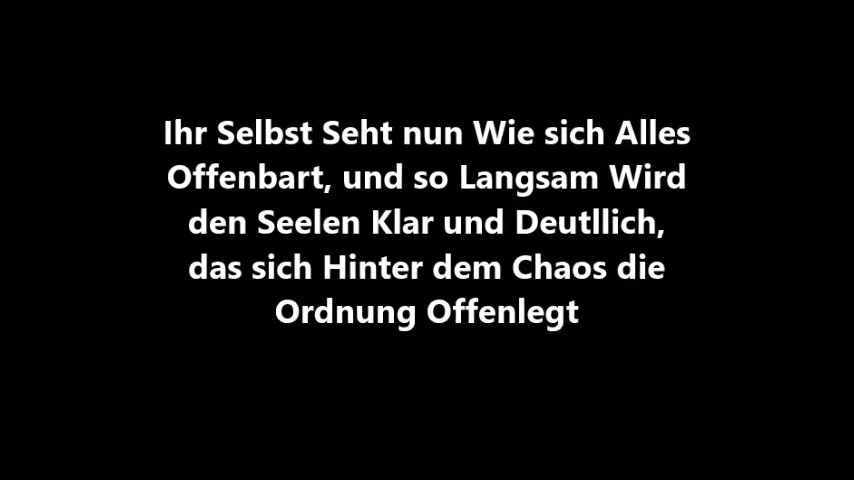 Ihr Selbst Seht nun Wie sich Alles
Offenbart, und so Langsam Wird
den Seelen Klar und Deutllich,
das sich Hinter dem Chaos die
Ordnung Offenlegt